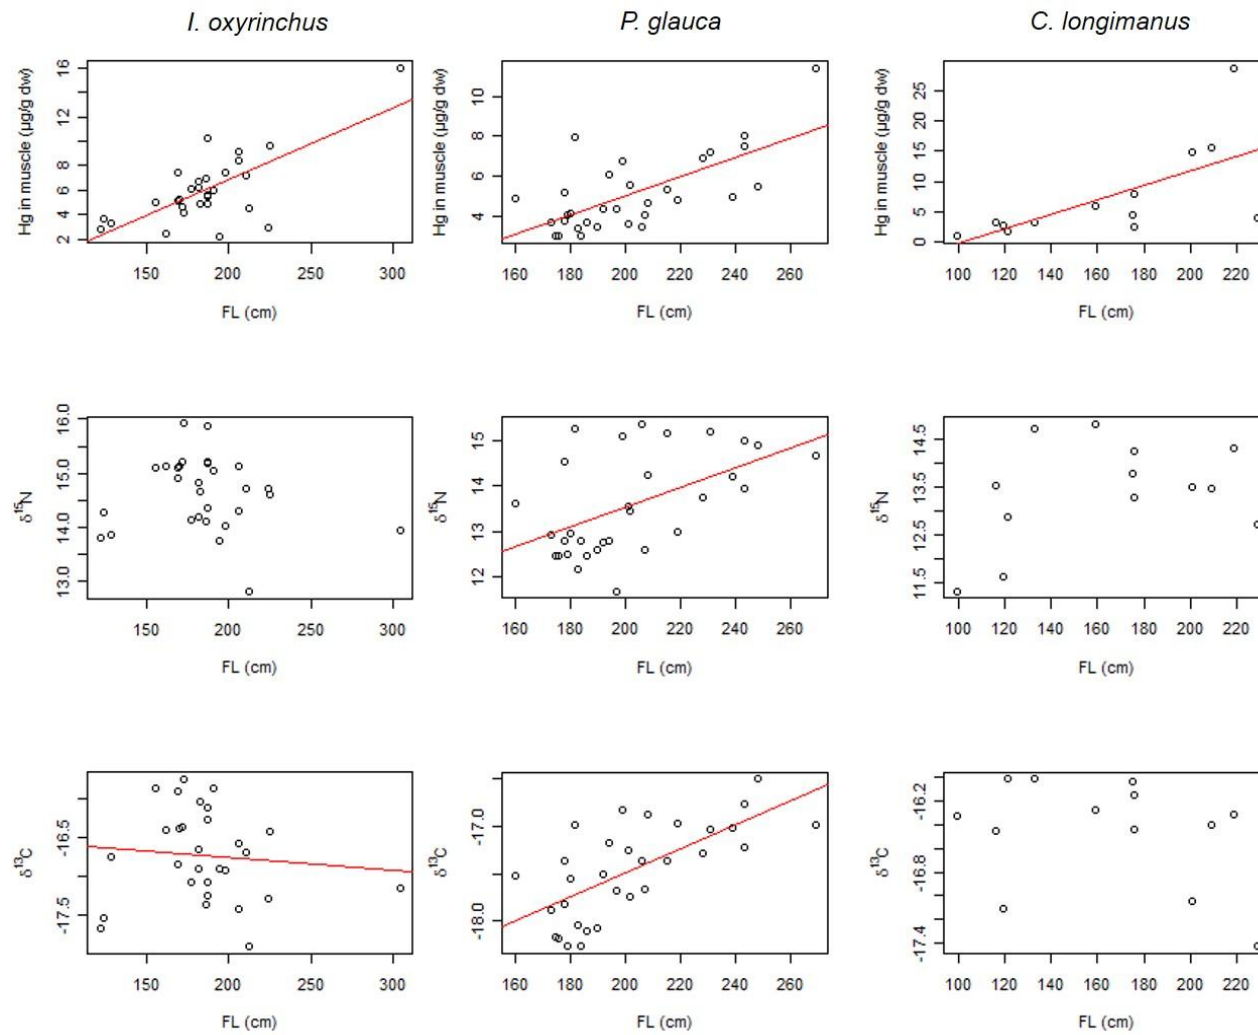 I. oxyrinchus
P. glauca
C. longimanus
Hg in muscle (µg/g dw)
2 4 6 8 12 16
150 200 250 300
FL (cm)
Hg in muscle (µg/g dw)
4 6 8 10
160 180 200 220 240 260
FL (cm)
Hg in muscle (µg/g dw)
0 5 10 15 20 25
100 120 140 160 180 200 220
FL (cm)
δ15N
13.0 14.0 15.0 16.0
150 200 250 300
FL (cm)
δ15N
12 13 14 15
160 180 200 220 240 260
FL (cm)
δ15N
11.5 12.5 13.5 14.5
100 120 140 160 180 200 220
FL (cm)
δ13C
-17.5 -16.5
150 200 250 300
FL (cm)
δ13C
-18.0 -17.0
160 180 200 220 240 260
FL (cm)
δ13C
-17.4 -16.8 -16.2
100 120 140 160 180 200 220
FL (cm)